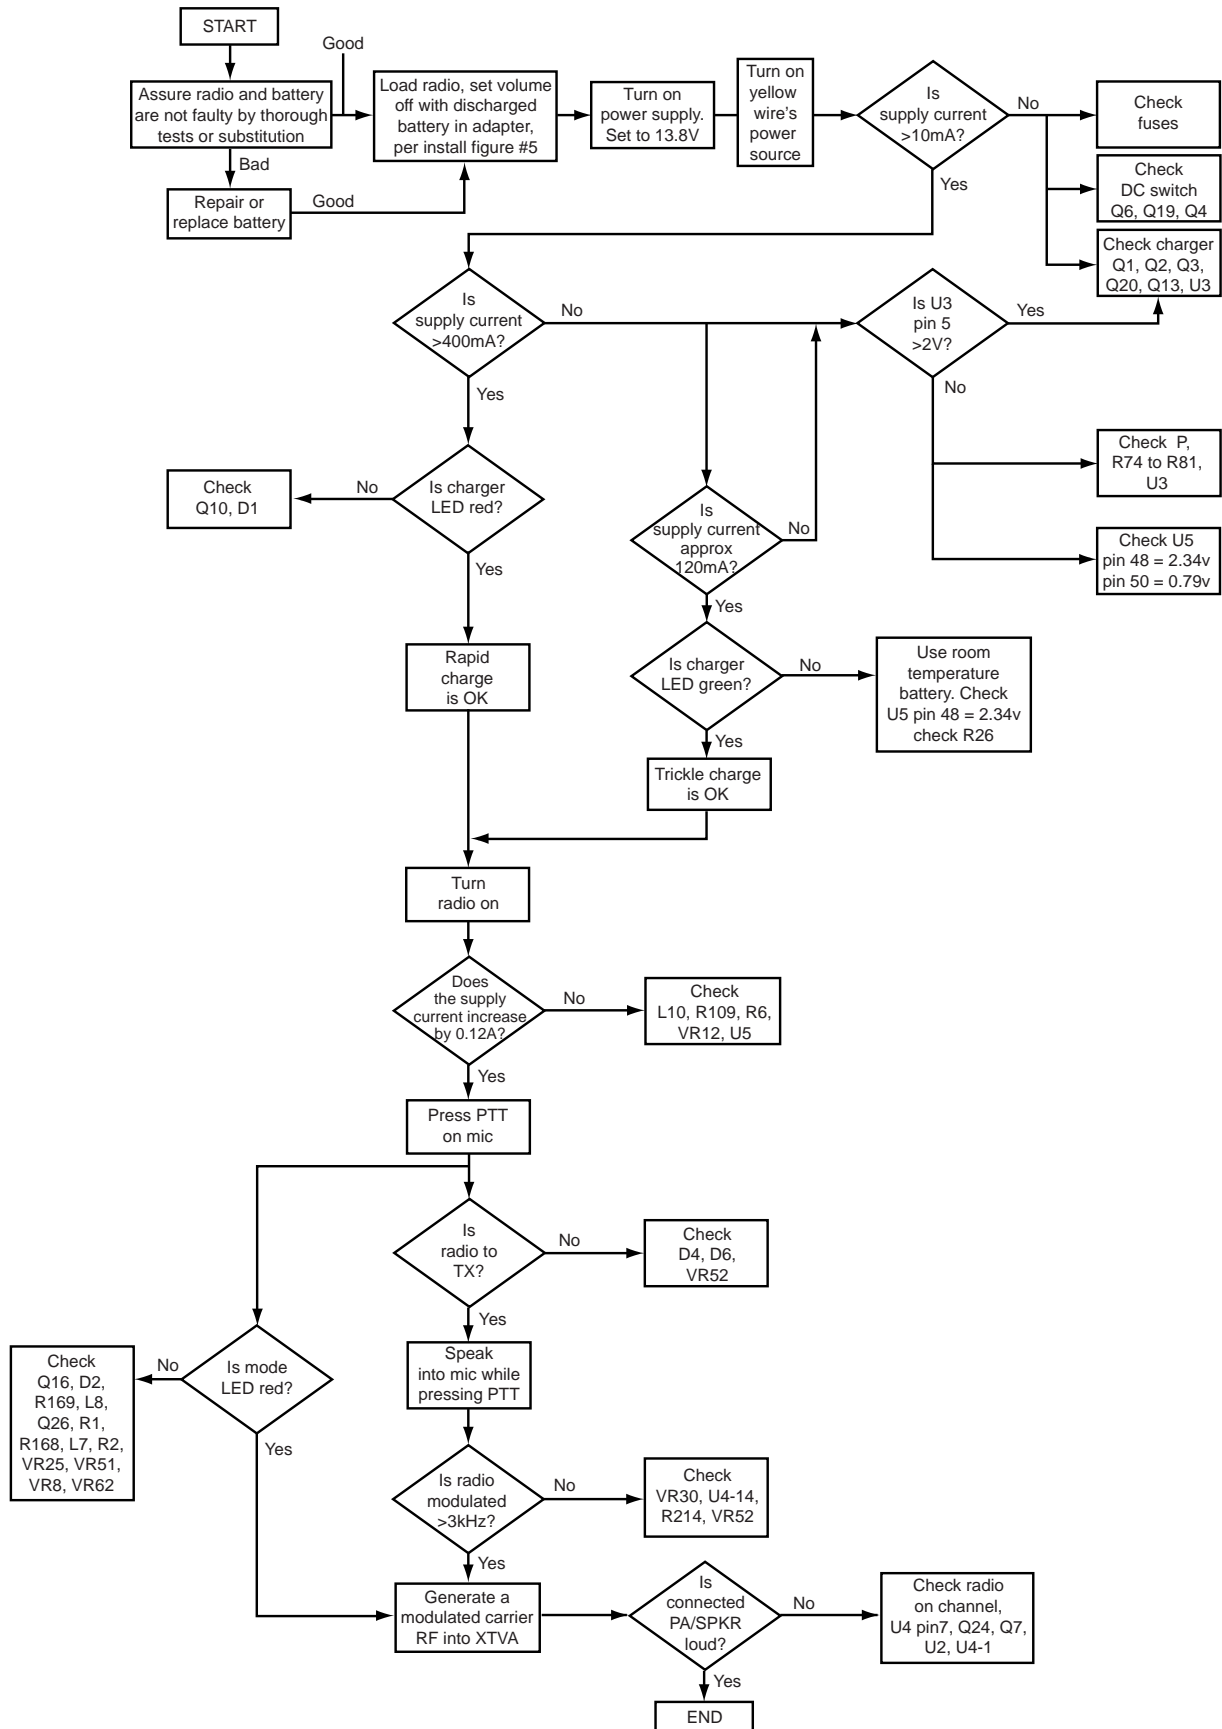 START
Good
Assure radio and battery
are not faulty by thorough
tests or substitution
Load radio, set volume
off with discharged
battery in adapter,
per install figure #5
Turn on
power supply.
Set to 13.8V
Turn on
yellow
wire's
power
source
Is
supply current
>10mA?
No
Check
fuses
Bad
Yes
Check
DC switch
Q6, Q19, Q4
Repair or
replace battery
Good
Check charger
Q1, Q2, Q3,
Q20, Q13, U3
Is
supply current
>400mA?
No
Is U3
pin 5
>2V?
Yes
Yes
No
Check P,
R74 to R81,
U3
Check
Q10, D1
No
Is charger
LED red?
Is
supply current
approx
120mA?
No
Check U5
pin 48 = 2.34v
pin 50 = 0.79v
Yes
Yes
Rapid
charge
is OK
Is charger
LED green?
No
Use room
temperature
battery. Check
U5 pin 48 = 2.34v
check R26
Yes
Trickle charge
is OK
Turn
radio on
Does
the supply
current increase
by 0.12A?
No
Check
L10, R109, R6,
VR12, U5
Yes
Press PTT
on mic
Is
radio to
TX?
No
Check
D4, D6,
VR52
Yes
Check
Q16, D2,
R169, L8,
Q26, R1,
R168, L7, R2,
VR25, VR51,
VR8, VR62
No
Is mode
LED red?
Speak
into mic while
pressing PTT
Yes
Is radio
modulated
>3kHz?
No
Check
VR30, U4-14,
R214, VR52
Yes
Generate a
modulated carrier
RF into XTVA
Is
connected
PA/SPKR
loud?
No
Check radio
on channel,
U4 pin7, Q24, Q7,
U2, U4-1
Yes
END